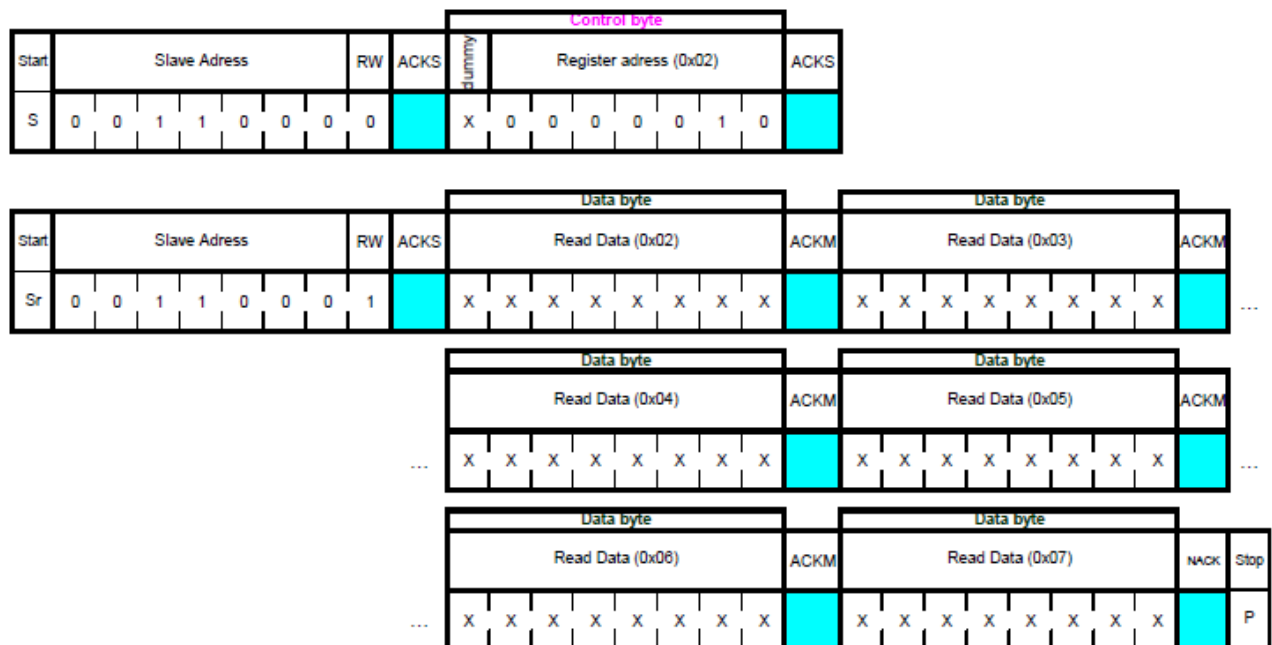 Control byte
Start Slave Adress RW ACKS dummy Register adress (0x02) ACKS
S 0 0 1 1 0 0 0 0 X 0 0 0 0 0 1 0
Data byte Data byte
Start Slave Adress RW ACKS Read Data (0x02) ACKM Read Data (0x03) ACKM
Sr 0 0 1 1 0 0 0 1 X X X X X X X X X X X X X X X X ...
Data byte Data byte
Read Data (0x04) ACKM Read Data (0x05) ACKM
... X X X X X X X X X X X X X X X X ...
Data byte Data byte
Read Data (0x06) ACKM Read Data (0x07) NACK Stop
... X X X X X X X X X X X X X X X X P